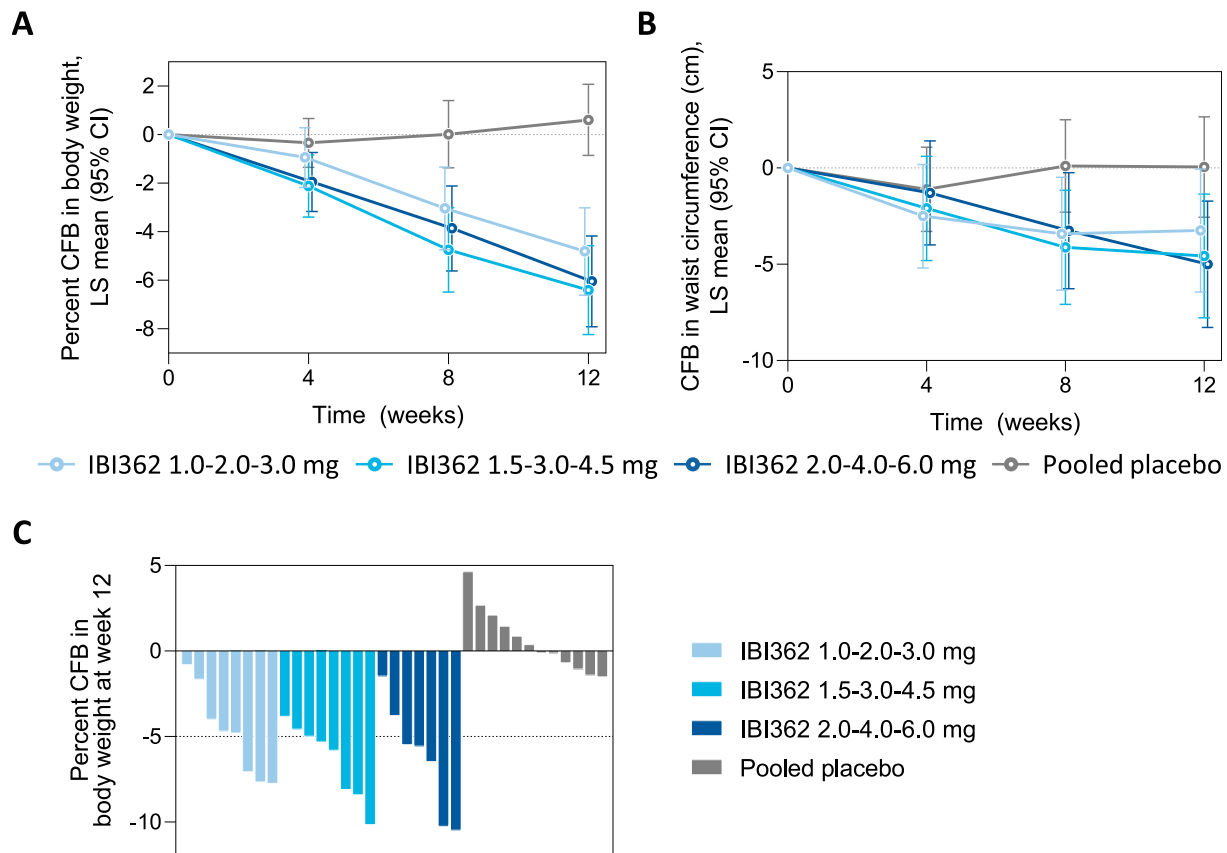 A
Percent CFB in body weight,
LS mean (95% CI)
2
0
-2
-4
-6
-8
0
4
8
12
Time (weeks)
B
CFB in waist circumference (cm),
LS mean (95% CI)
5
0
-5
-10
0
4
8
12
Time (weeks)
IBI362 1.0-2.0-3.0 mg
IBI362 1.5-3.0-4.5 mg
IBI362 2.0-4.0-6.0 mg
Pooled placebo
C
Percent CFB in
body weight at week 12
5
0
-5
-10
IBI362 1.0-2.0-3.0 mg
IBI362 1.5-3.0-4.5 mg
IBI362 2.0-4.0-6.0 mg
Pooled placebo